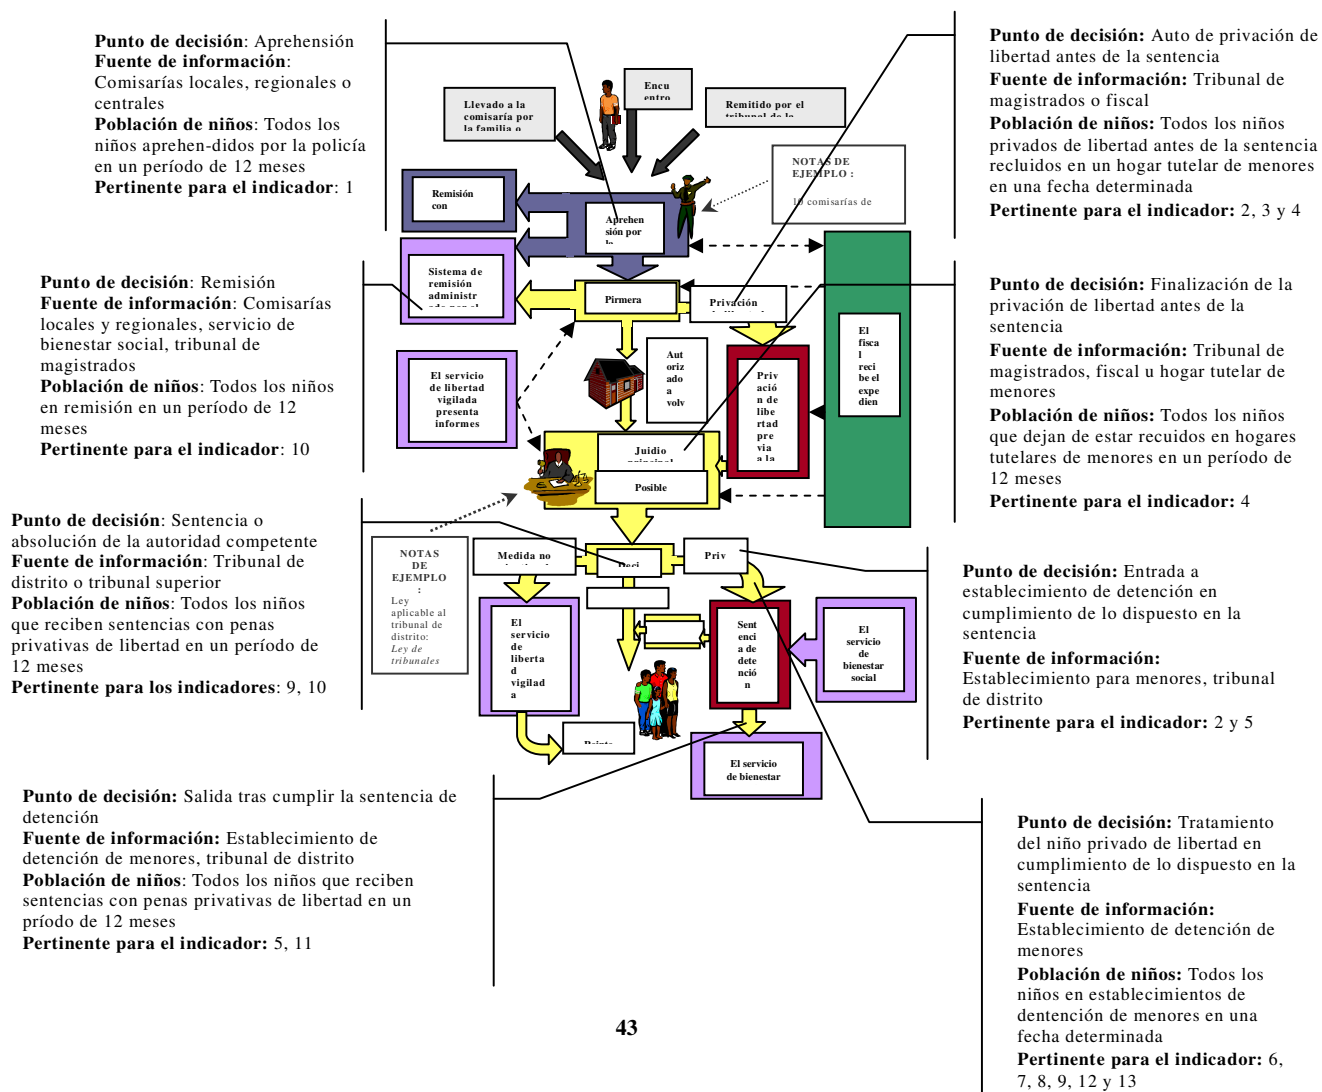 Punto de decisión: Aprehensión
Fuente de información:
Comisarías locales, regionales o
centrales
Población de niños: Todos los
niños aprehen-didos por la policía
en un período de 12 meses
Pertinente para el indicador: 1
Punto de decisión: Remisión
Fuente de información: Comisarías
locales y regionales, servicio de
bienestar social, tribunal de
magistrados
Población de niños: Todos los niños
en remisión en un período de 12
meses
Pertinente para el indicador: 10
Punto de decisión: Sentencia o
absolución de la autoridad competente
Fuente de información: Tribunal de
distrito o tribunal superior
Población de niños: Todos los niños
que reciben sentencias con penas
privativas de libertad en un período de
12 meses
Pertinente para los indicadores: 9, 10
Punto de decisión: Salida tras cumplir la sentencia de
detención
Fuente de información: Establecimiento de
detención de menores, tribunal de distrito
Población de niños: Todos los niños que reciben
sentencias con penas privativas de libertad en un
príodo de 12 meses
Pertinente para el indicador: 5, 11
Llevado a la
comisaría por
la familia o
Encu
entro
Remitido por el
tribunal de la
NOTAS DE
EJEMPLO :
10 comisarías de
Remisión
con
Aprehen
sión por
la
Sistema de
remisión
administr
ado por el
Pirmera
Privación
El
fisca
l
reci
be el
expe
dien
El servicio
de libertad
vigilada
presenta
informes
Aut
oriz
ad
a
volv
Priv
ació
n de
libe
rtad
pre
via
a la
Juidio
principal
Posible
NOTAS
DE
EJEMPLO
:
Ley
aplicable al
tribunal de
distrito:
Ley de
tribunales
Medida no
Deci
Priv
El
servicio
de
liberta
d
vigilad
a
Sent
enci
a de
dete
nció
n
El
servicio
de
bienestar
social
Reinte
El servicio
de bienestar
Punto de decisión: Auto de privación de
libertad antes de la sentencia
Fuente de información: Tribunal de
magistrados o fiscal
Población de niños: Todos los niños
privados de libertad antes de la sentencia
recluidos en un hogar tutelar de menores
en una fecha determinada
Pertinente para el indicador: 2, 3 y 4
Punto de decisión: Finalización de la
privación de libertad antes de la
sentencia
Fuente de información: Tribunal de
magistrados, fiscal u hogar tutelar de
menores
Población de niños: Todos los niños
que dejan de estar recuidos en hogares
tutelares de menores en un período de
12 meses
Pertinente para el indicador: 4
Punto de decisión: Entrada a
establecimiento de detención en
cumplimiento de lo dispuesto en la
sentencia
Fuente de información:
Establecimiento para menores, tribunal
de distrito
Pertinente para el indicador: 2 y 5
Punto de decisión: Tratamiento
del niño privado de libertad en
cumplimiento de lo dispuesto en la
sentencia
Fuente de información:
Establecimiento de detención de
menores
Población de niños: Todos los
niños en establecimientos de
dentención de menores en una
fecha determinada
Pertinente para el indicador: 6,
7, 8, 9, 12 y 13
43